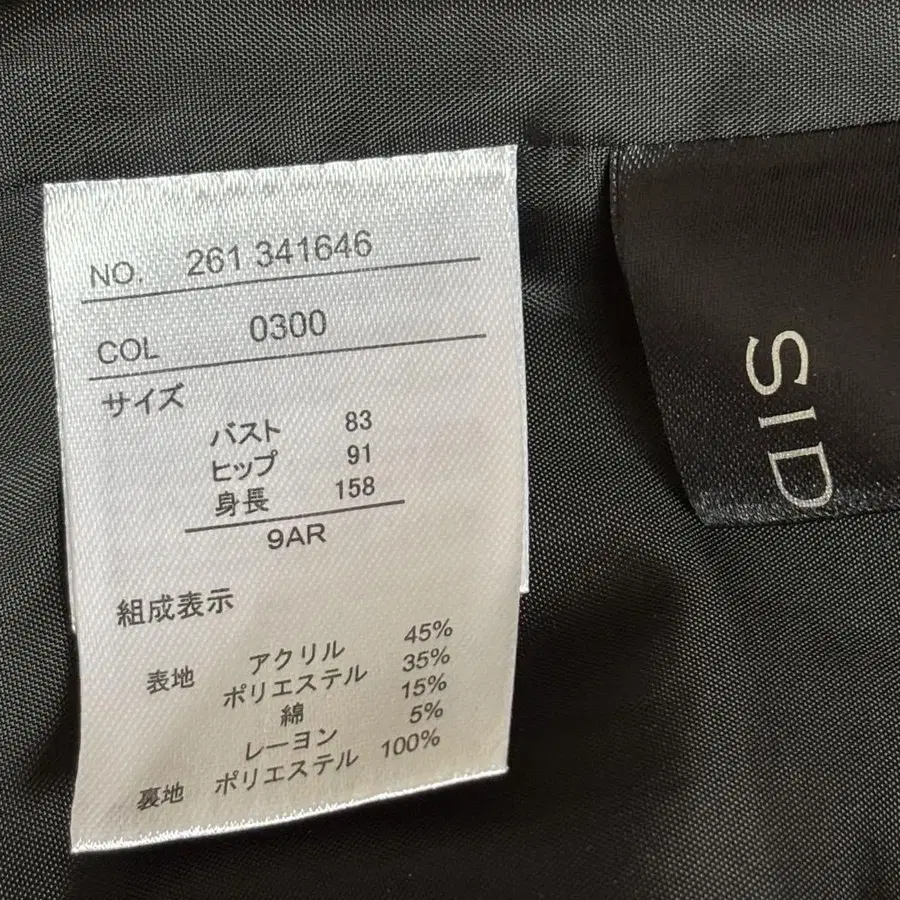 NO. 261 341646
COL 0300
サイズ
バスト 83
ヒップ 91
身長 158
9AR
組成表示
表地 アクリル 45%
ポリエステル 35%
綿 15%
レーヨン 5%
裏地 ポリエステル 100%
SID